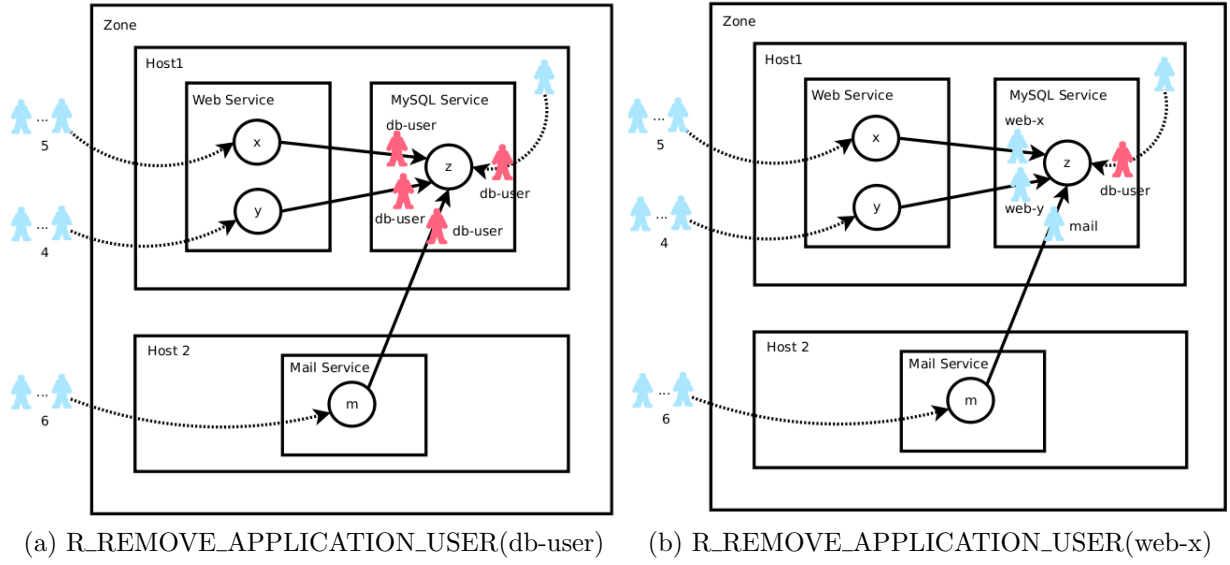 Zone
Host1
Web Service
MySQL Service
db-user
x
z
... 5
db-user
db-user
y
db-user
... 4
Host 2
Mail Service
m
... 6
(a) R_REMOVE_APPLICATION_USER(db-user)
Zone
Host1
Web Service
MySQL Service
web-x
x
z
... 5
db-user
web-y
y
mail
... 4
Host 2
Mail Service
m
... 6
(b) R_REMOVE_APPLICATION_USER(web-x)